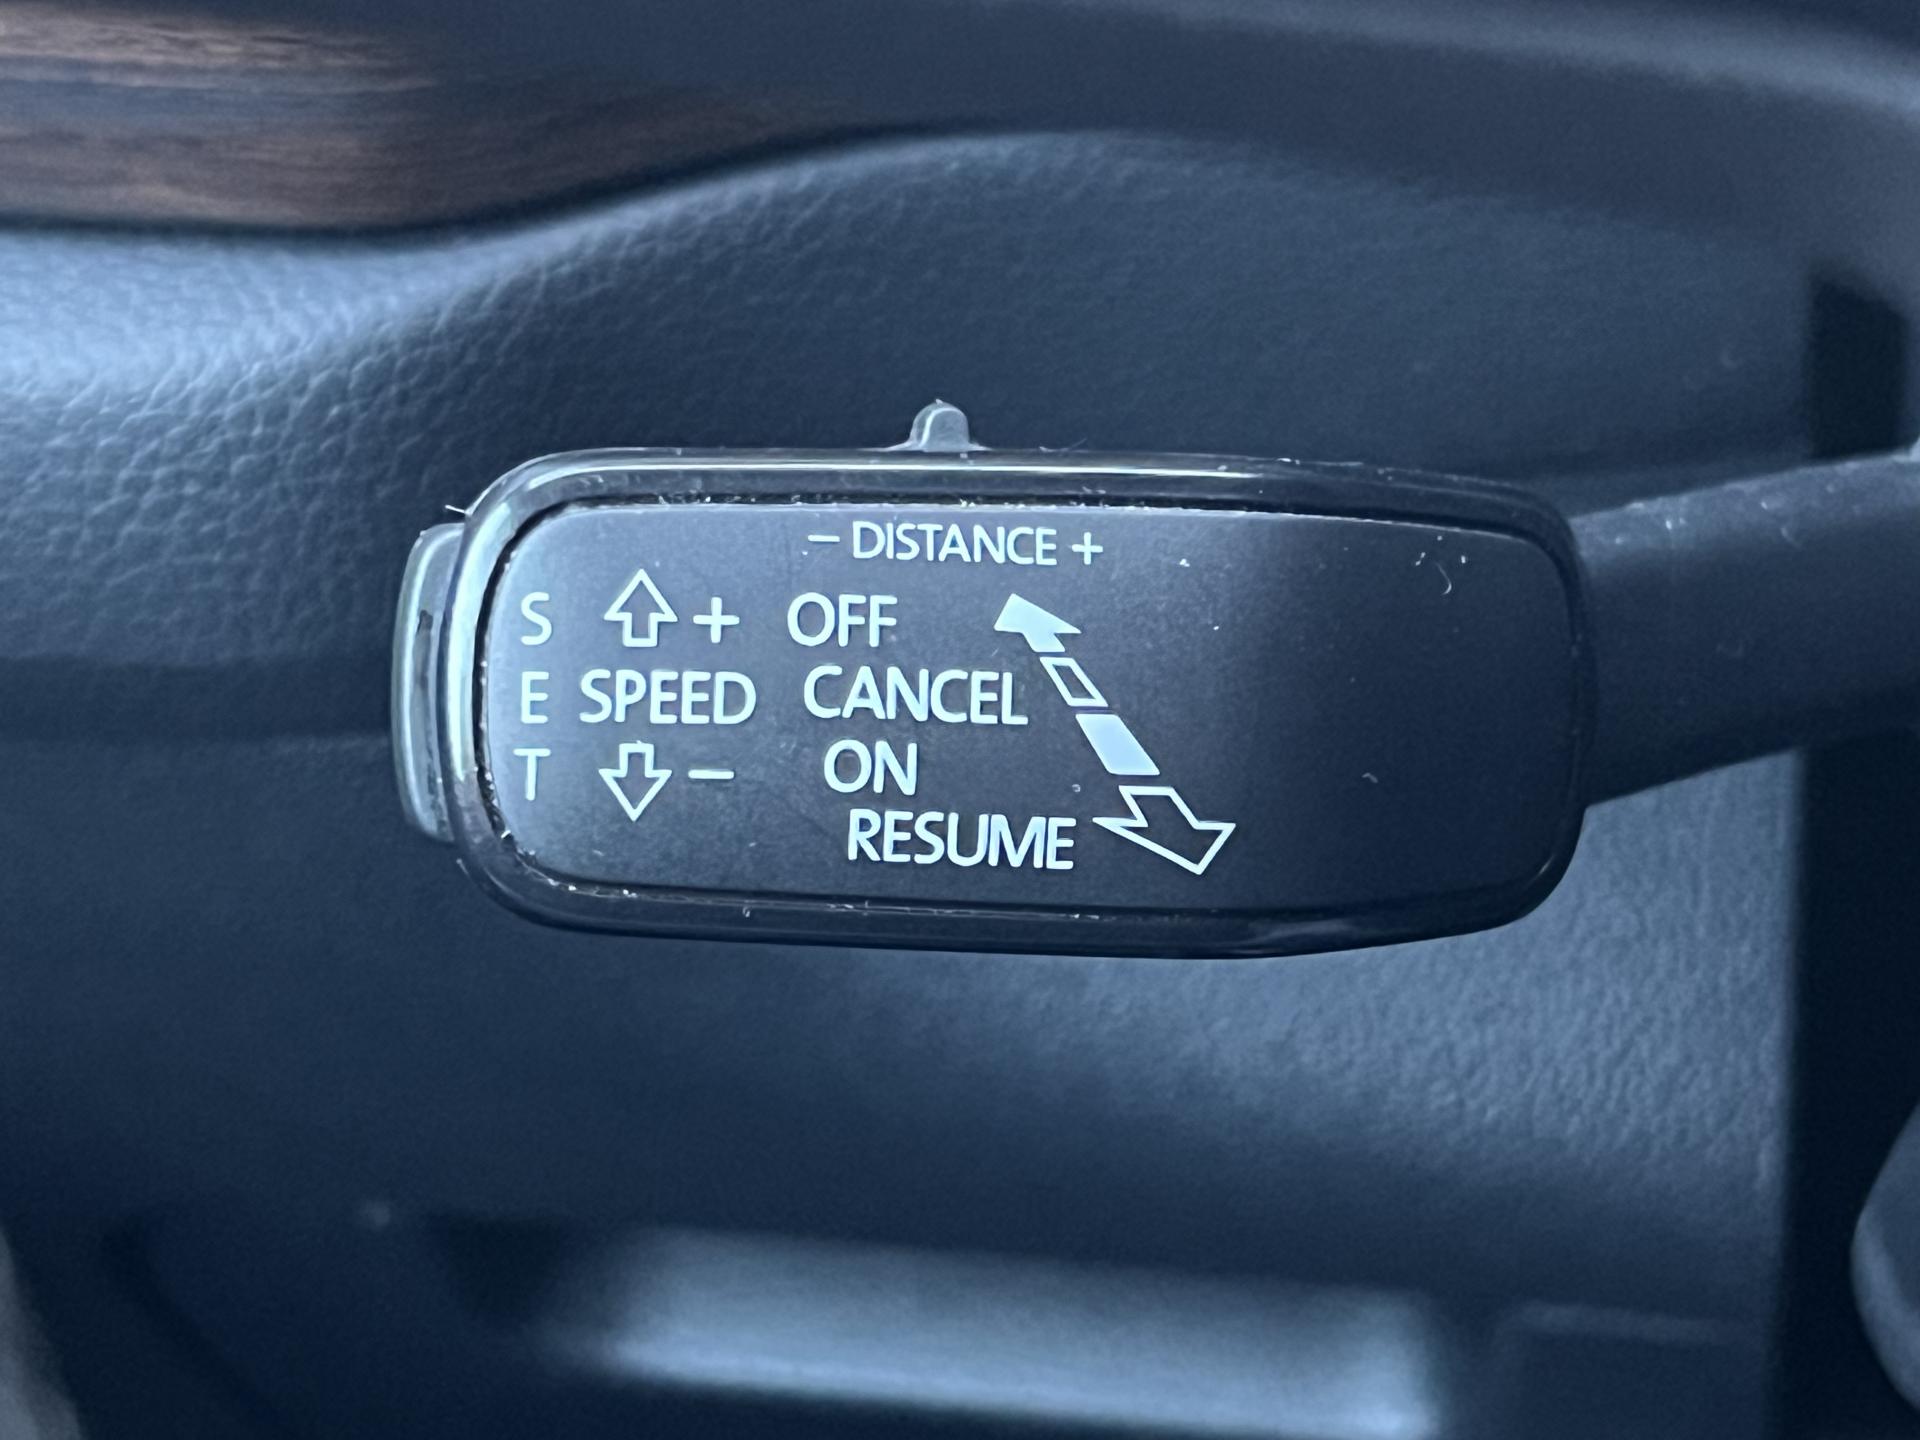 – DISTANCE +
S + OFF
E SPEED CANCEL
T – ON
RESUME